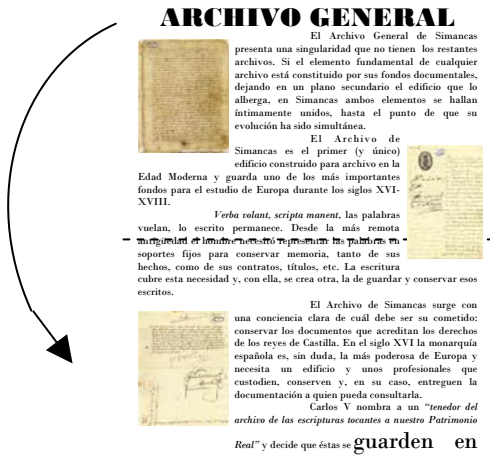 ARCHIVO GENERAL
El Archivo General de Simancas
presenta una singularidad que no tienen los restantes
archivos. Si el elemento fundamental de cualquier
archivo está constituido por sus fondos documentales,
dejando en un plano secundario el edificio que lo
alberga, en Simancas ambos elementos se hallan
íntimamente unidos, hasta el punto de que su
evolución ha sido simultánea.
El Archivo de
Simancas es el primer (y único)
edificio construido para archivo en la
Edad Moderna y guarda uno de los más importantes
fondos para el estudio de Europa durante los siglos XVI-
XVIII.
Verba volant, scripta manent, las palabras
vuelan, lo escrito permanece. Desde la más remota
antigüedad el hombre necesitó representar las palabras en
soportes fijos para conservar memoria, tanto de sus
hechos, como de sus contratos, títulos, etc. La escritura
cubre esta necesidad y, con ella, se crea otra, la de guardar y conservar esos
escritos.
El Archivo de Simancas surge con
una conciencia clara de cuál debe ser su cometido:
conservar los documentos que acreditan los derechos
de los reyes de Castilla. En el siglo XVI la monarquía
española es, sin duda, la más poderosa de Europa y
necesita un edificio y unos profesionales que
custodien, conserven y, en su caso, entreguen la
documentación a quien pueda consultarla.
Carlos V nombra a un “tenedor del
archivo de las escripturas tocantes a nuestro Patrimonio
Real” y decide que éstas se guarden en